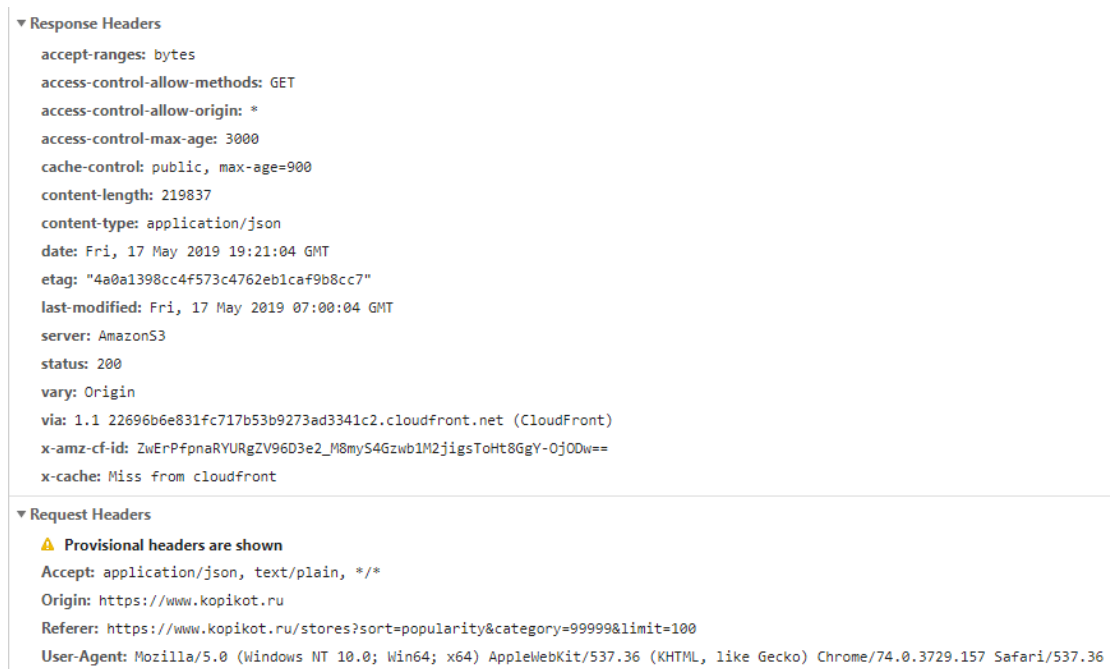 Response Headers
accept-ranges: bytes
access-control-allow-methods: GET
access-control-allow-origin: *
access-control-max-age: 3000
cache-control: public, max-age=900
content-length: 219837
content-type: application/json
date: Fri, 17 May 2019 19:21:04 GMT
etag: "4a0a1398cc4f573c4762eb1caf9b8cc7"
last-modified: Fri, 17 May 2019 07:00:04 GMT
server: AmazonS3
status: 200
vary: Origin
via: 1.1 22696b6e831fc717b53b9273ad3341c2.cloudfront.net (CloudFront)
x-amz-cf-id: ZwErPfpnaRYURgZV96D3e2_M8myS4Gzwb1M2jigsToHt8GgY-OjODw==
x-cache: Miss from cloudfront
Request Headers
Provisional headers are shown
Accept: application/json, text/plain, */*
Origin: https://www.kopikot.ru
Referer: https://www.kopikot.ru/stores?sort=popularity&category=99999&limit=100
User-Agent: Mozilla/5.0 (Windows NT 10.0; Win64; x64) AppleWebKit/537.36 (KHTML, like Gecko) Chrome/74.0.3729.157 Safari/537.36